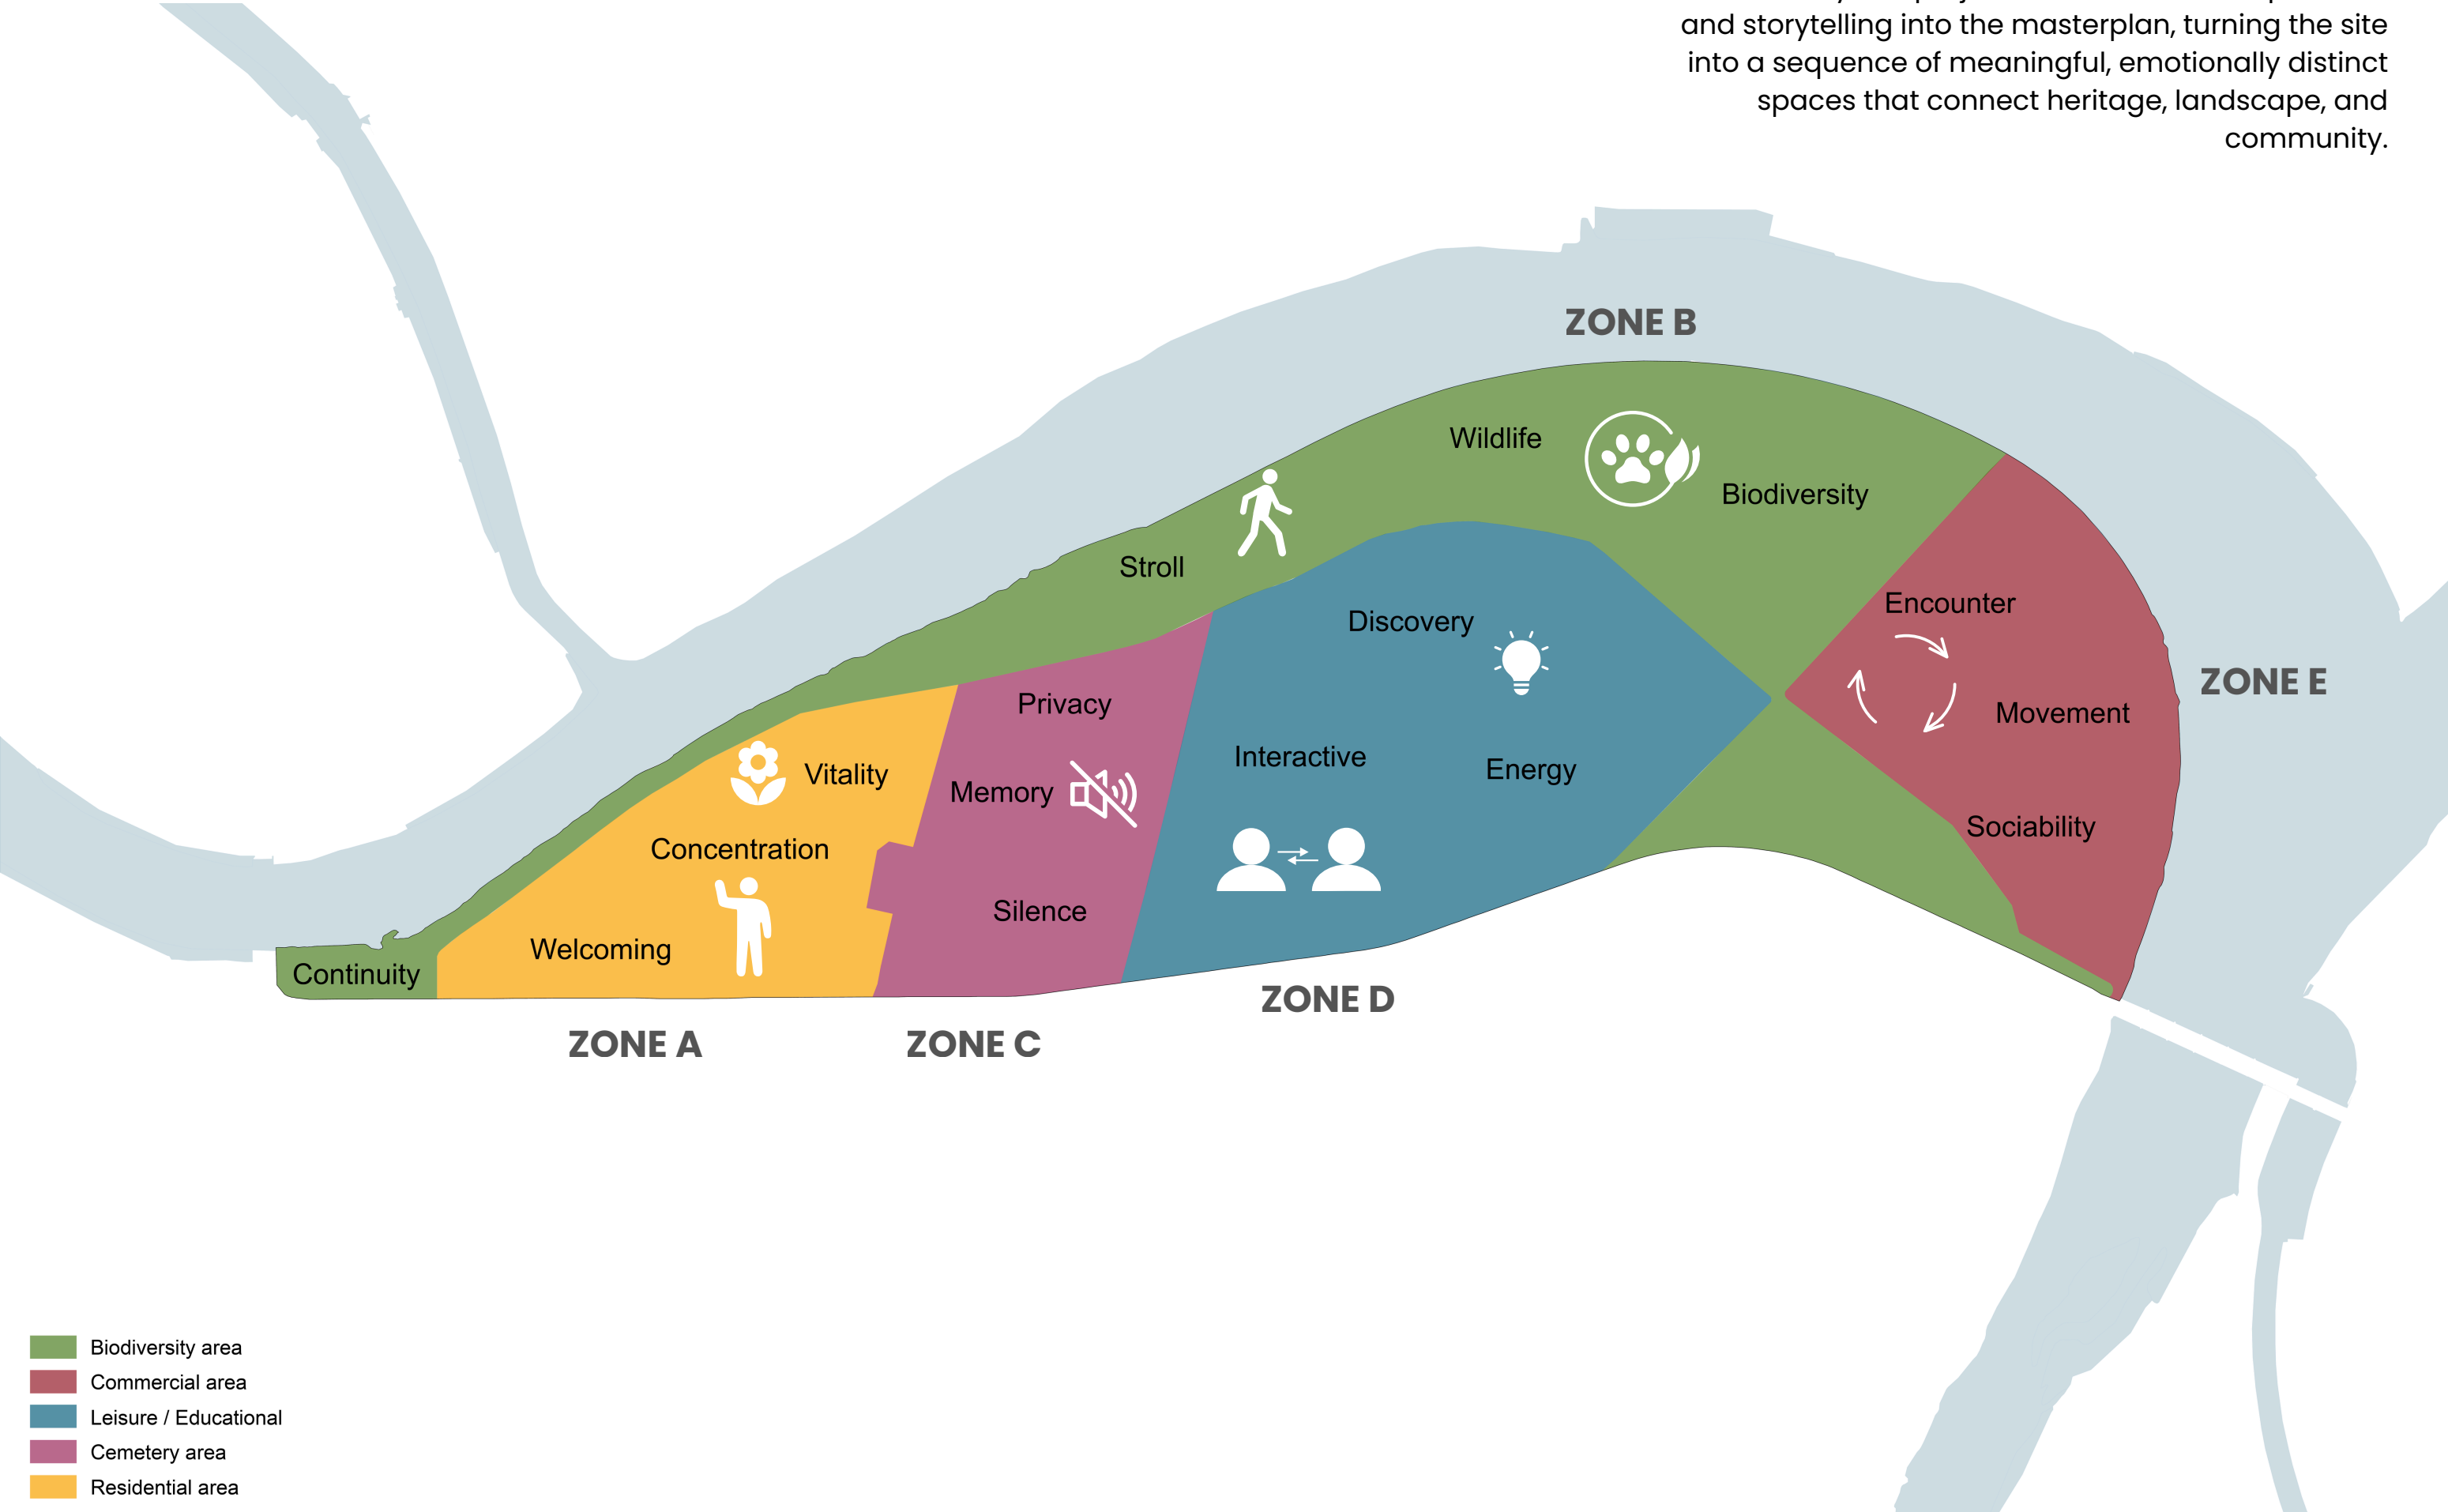 and storytelling into the masterplan, turning the site
into a sequence of meaningful, emotionally distinct
spaces that connect heritage, landscape, and
community.
ZONE B
Wildlife
Biodiversity
Stroll
Encounter
Discovery
ZONE E
Privacy
Movement
Interactive
Energy
Vitality
Memory
Sociability
Concentration
Silence
Welcoming
Continuity
ZONE D
ZONE A
ZONE C
Biodiversity area
Commercial area
Leisure / Educational
Cemetery area
Residential area